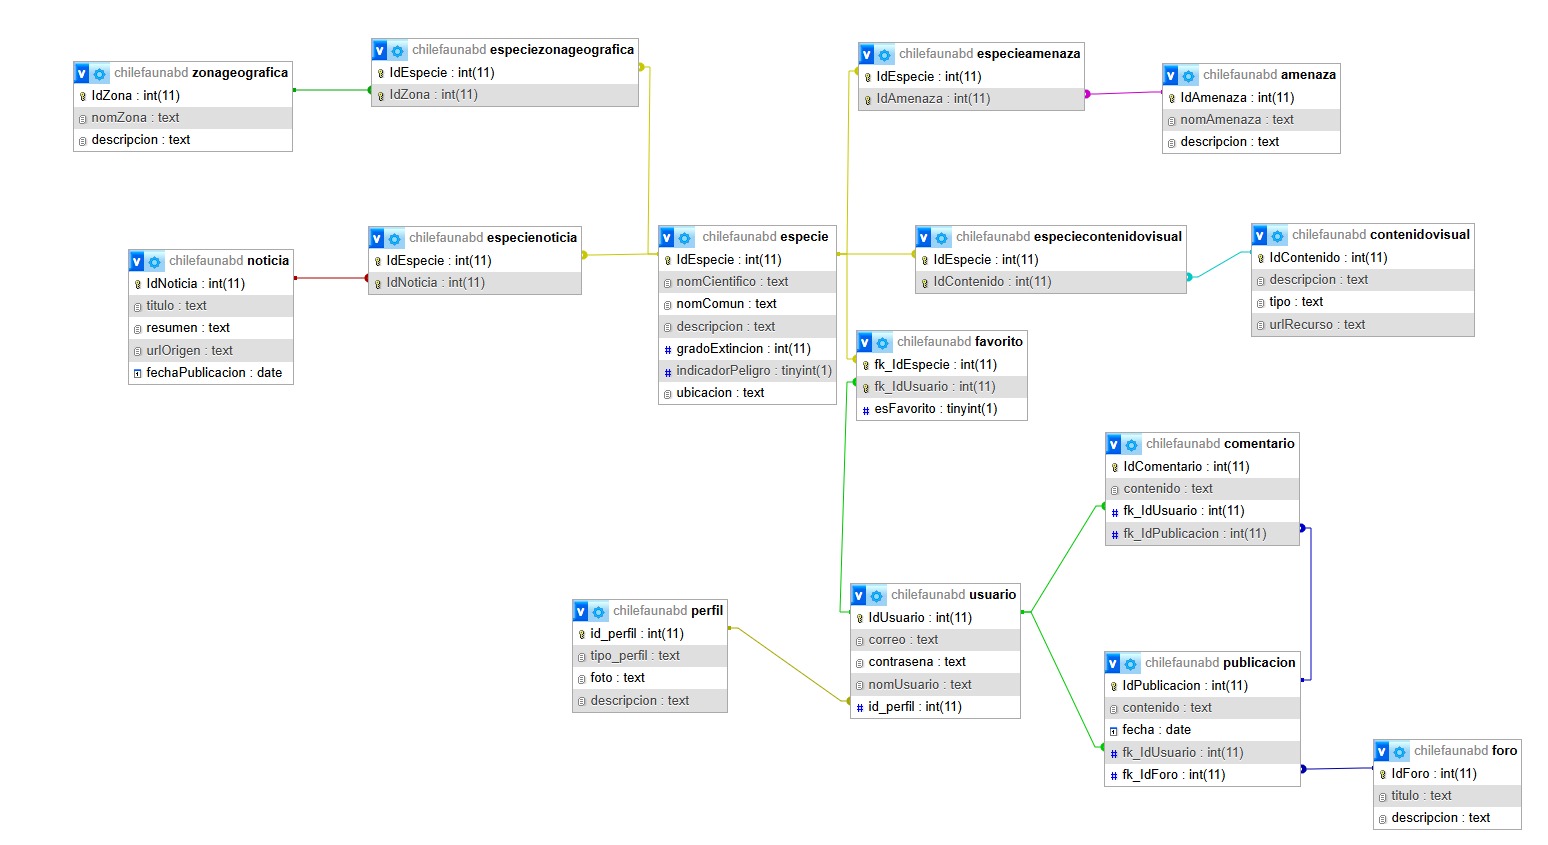 chilefaunabd zonageografica
IdZona : int(11)
nomZona : text
descripcion : text
chilefaunabd especiezonageografica
IdEspecie : int(11)
IdZona : int(11)
chilefaunabd especieamenaza
IdEspecie : int(11)
IdAmenaza : int(11)
chilefaunabd amenaza
IdAmenaza : int(11)
nomAmenaza : text
descripcion : text
chilefaunabd noticia
IdNoticia : int(11)
titulo : text
resumen : text
urlOrigen : text
fechaPublicacion : date
chilefaunabd especienoticia
IdEspecie : int(11)
IdNoticia : int(11)
chilefaunabd especie
IdEspecie : int(11)
nomCientifico : text
nomComun : text
descripcion : text
gradoExtincion : int(11)
indicadorPeligro : tinyint(1)
ubicacion : text
chilefaunabd especiecontenidovisual
IdEspecie : int(11)
IdContenido : int(11)
chilefaunabd contenidovisual
IdContenido : int(11)
descripcion : text
tipo : text
urlRecurso : text
chilefaunabd favorito
fk_IdEspecie : int(11)
fk_IdUsuario : int(11)
esFavorito : tinyint(1)
chilefaunabd comentario
IdComentario : int(11)
contenido : text
fk_IdUsuario : int(11)
fk_IdPublicacion : int(11)
chilefaunabd perfil
id_perfil : int(11)
tipo_perfil : text
foto : text
descripcion : text
chilefaunabd usuario
IdUsuario : int(11)
correo : text
contrasena : text
nomUsuario : text
id_perfil : int(11)
chilefaunabd publicacion
IdPublicacion : int(11)
contenido : text
fecha : date
fk_IdUsuario : int(11)
fk_IdForo : int(11)
chilefaunabd foro
IdForo : int(11)
titulo : text
descripcion : text